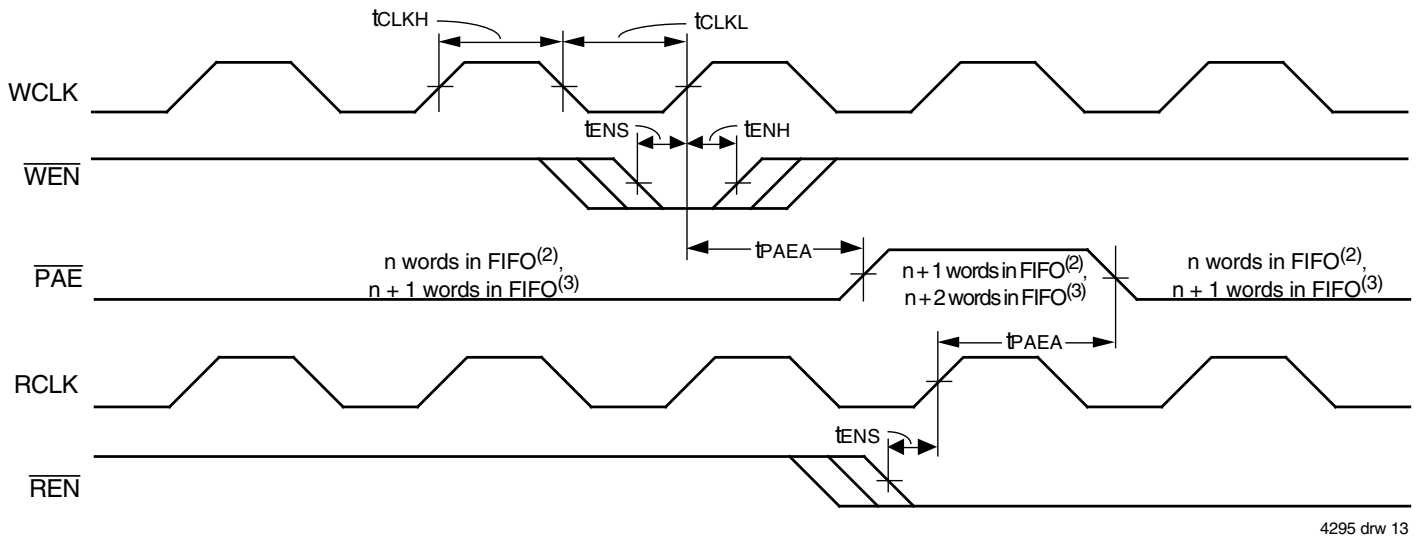 tCLKH
tCLKL
WCLK
tENS
tENH
WEN
tPAEA
PAE
n words in FIFO(2),
n + 1 words in FIFO(3)
n + 1 words in FIFO(2),
n + 2 words in FIFO(3)
n words in FIFO(2),
n + 1 words in FIFO(3)
tPAEA
RCLK
tENS
REN
4295 drw 13